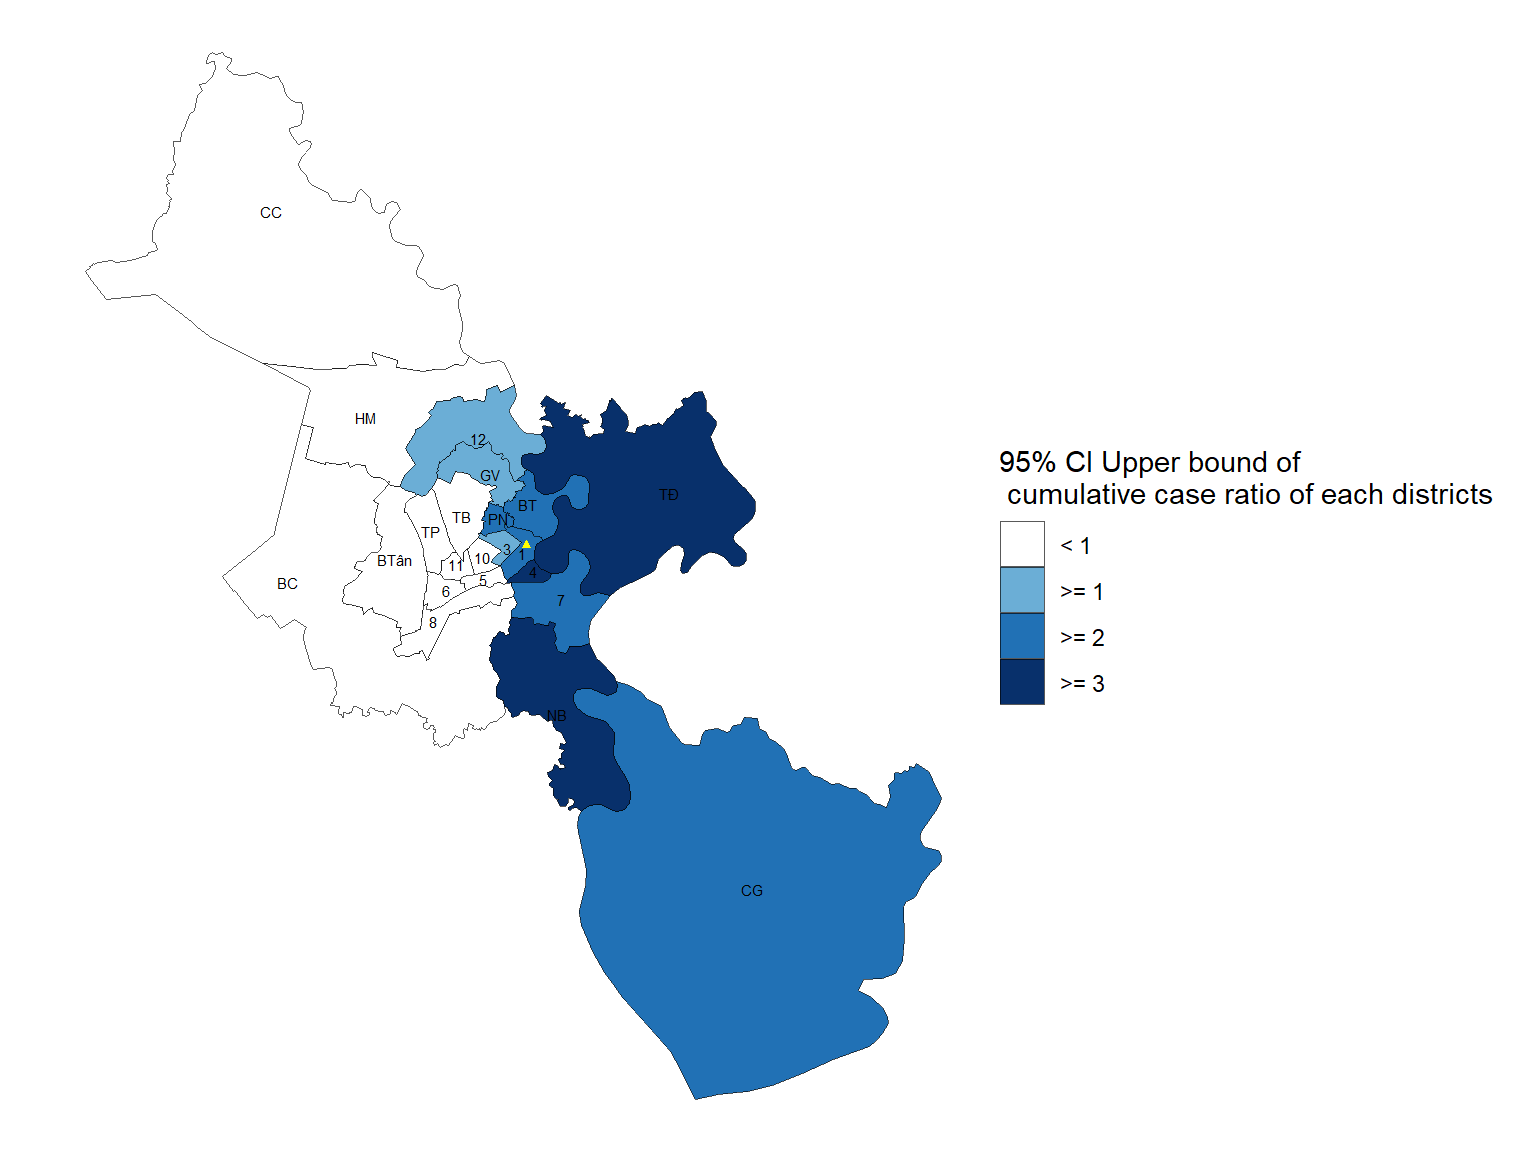 CC
HM
12
GV
95% CI Upper bound of
cumulative case ratio of each districts
TĐ
BT
TB
PN
TP
< 1
3
1
10
BTân
11
4
5
BC
6
>= 1
7
8
>= 2
>= 3
NB
CG